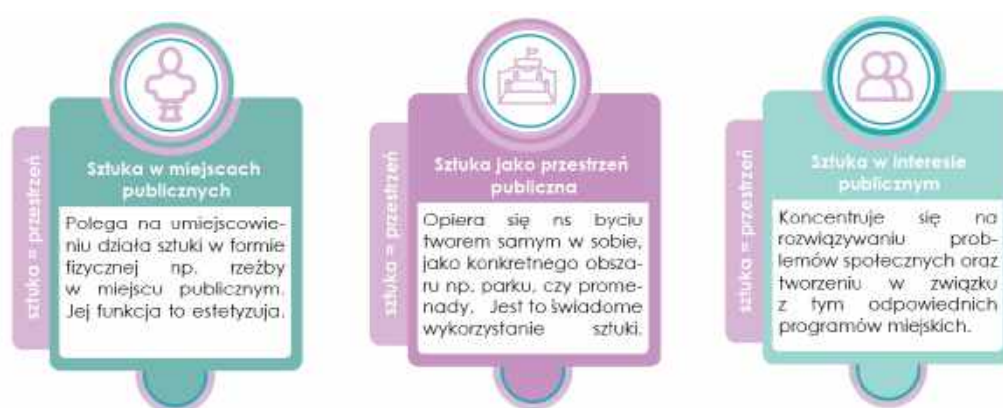 sztuka = przestrzeń
Sztuka w miejscach
publicznych
Polega na umiejscowie-
niu działa sztuki w formie
fizycznej np. rzeźby
w miejscu publicznym.
Jej funkcja to estetyzuja.
sztuka = przestrzeń
Sztuka jako przestrzeń
publiczna
Opiera się ns byciu
tworem samym w sobie,
jako konkretnego obsza-
ru np. parku, czy prome-
nady. Jest to świadome
wykorzystanie sztuki.
sztuka = przestrzeń
Sztuka w interesie
publicznym
Koncentruje się na
rozwiązywaniu prob-
lemów społecznych oraz
tworzeniu w związku
z tym odpowiednich
programów miejskich.